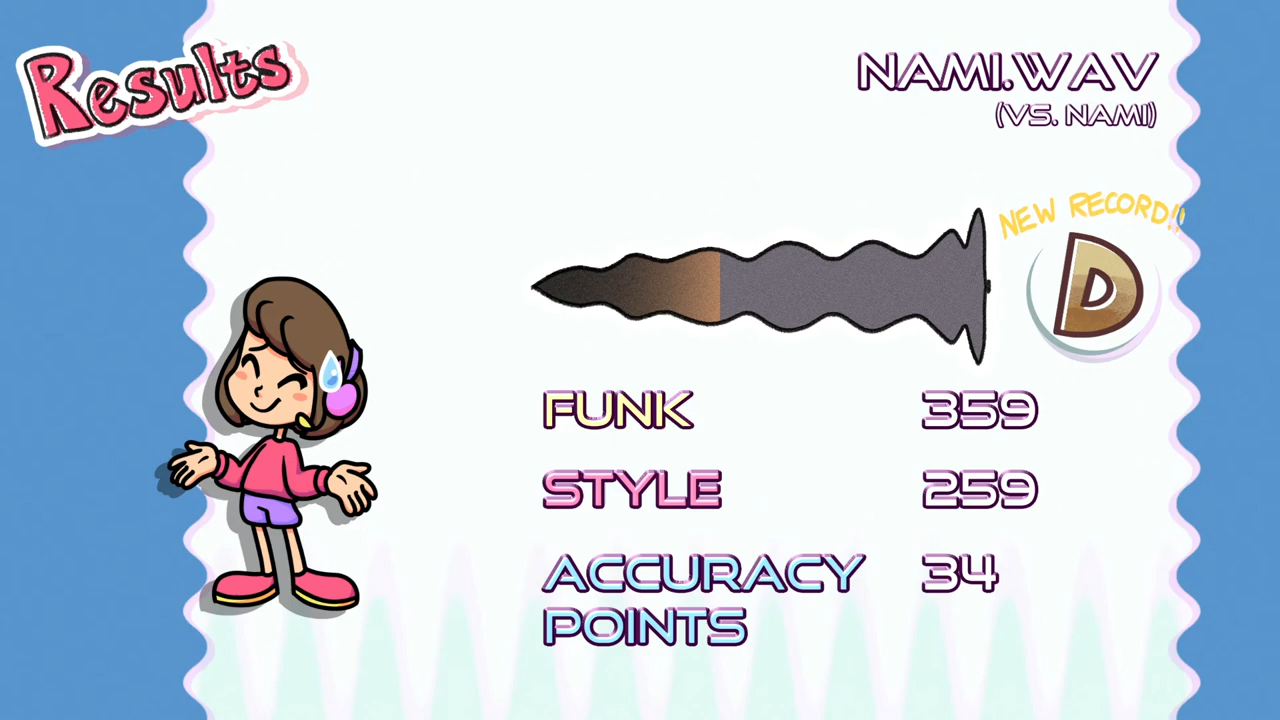 Results
NAMI.WAV
(VS. NAMI)
NEW RECORD!!
D
FUNK 359
STYLE 259
ACCURACY 34
POINTS